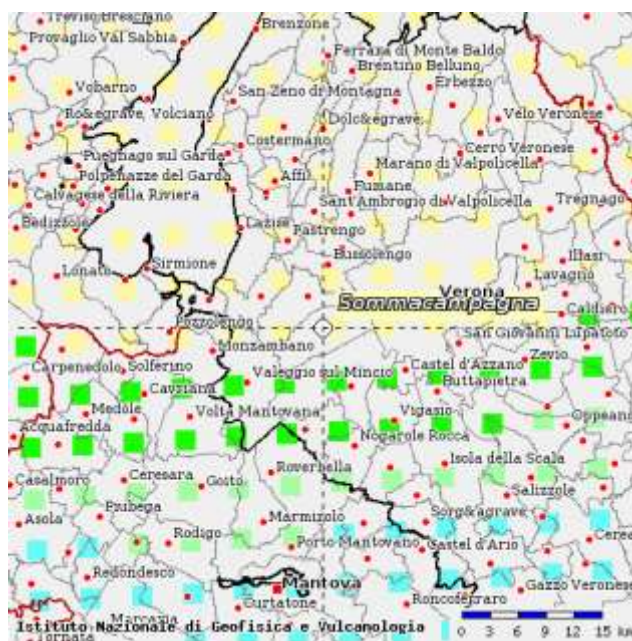 Treviso Bresciano
Brenzone
Provaglio Val Sabbia
Ferrara di Monte Baldo
Brentino Belluno
Vobarno
Erbezzo
San Zeno di Montagna
Ro&egrave, Volciano
Dolc&egrave,
Velo Veronese
Costermano
Cerro Veronese
Puegnago sul Garda
Marano di Valpolicella
Polpenazze del Garda
Affi
Fumane
Calvagese della Riviera
Sant'Ambrogio di Valpolicella
Tregnago
Bedizzole
Lazise
Pastrengo
Bussolengo
Illasi
Sirmione
Lonato
Lavagno
Verona
Sommacampagna
Caldiero
Pozzolengo
San Giovanni Lupatoto
Monzambano
Zevio
Carpenedolo
Solferino
Castel d'Azzano
Valeggio sul Mincio
Cavriana
Buttapietra
Medole
Volta Mantovana
Vigasio
Oppeano
Acquafredda
Nogarole Rocca
Roverbella
Isola della Scala
Casalmoro
Ceresara
Goito
Salizzole
Asola
Piubega
Marmizolo
Sorg&agrave
Rodigo
Porto Mantovano
Castel d'Ario
Cerea
Redondesco
Mantova
Gazzo Veronese
Marcaria
Curtatone
Roncoferraro
Istituto Nazionale di Geofisica e Vulcanologia
0 3 6 9 12 15 km